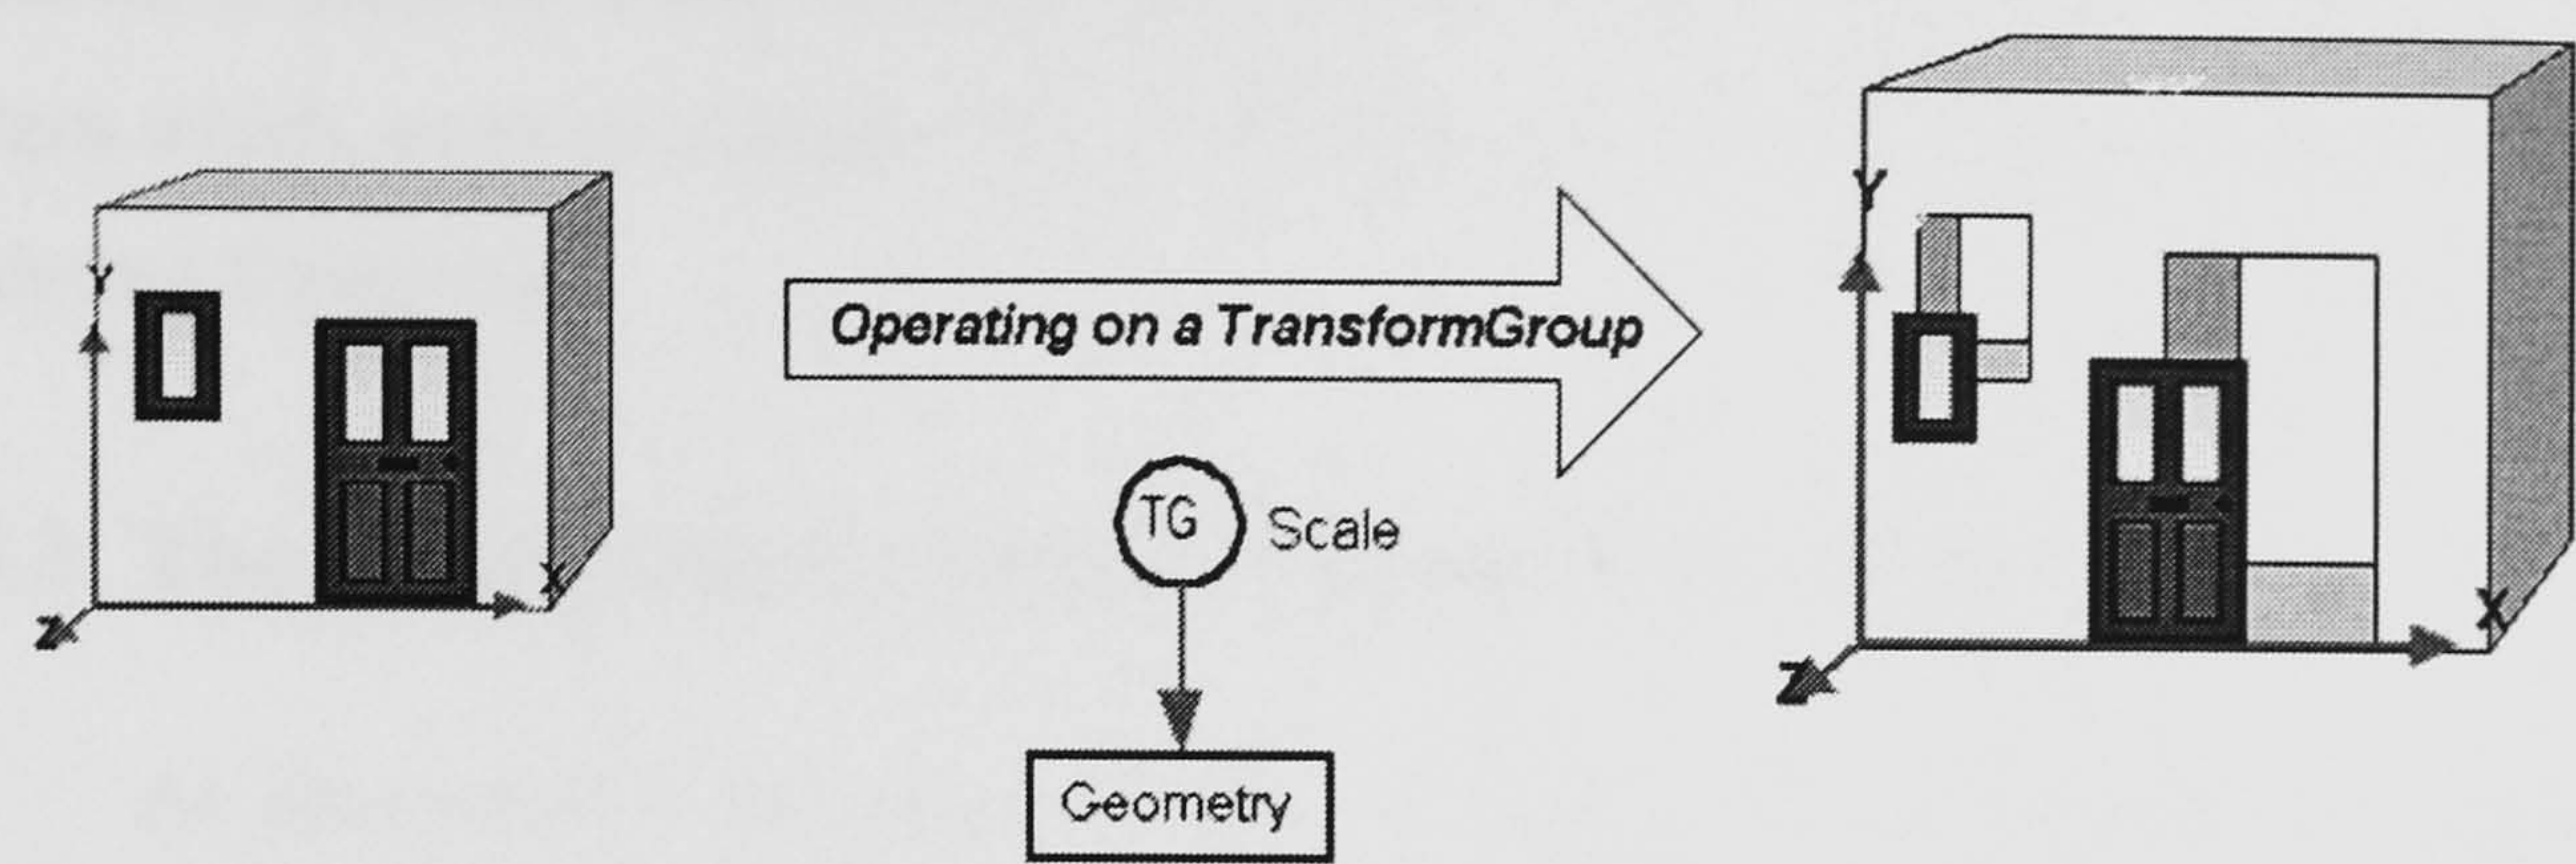 Y
X
Z
Operating on a TransformGroup
TG
Scale
Geometry
Y
X
Z